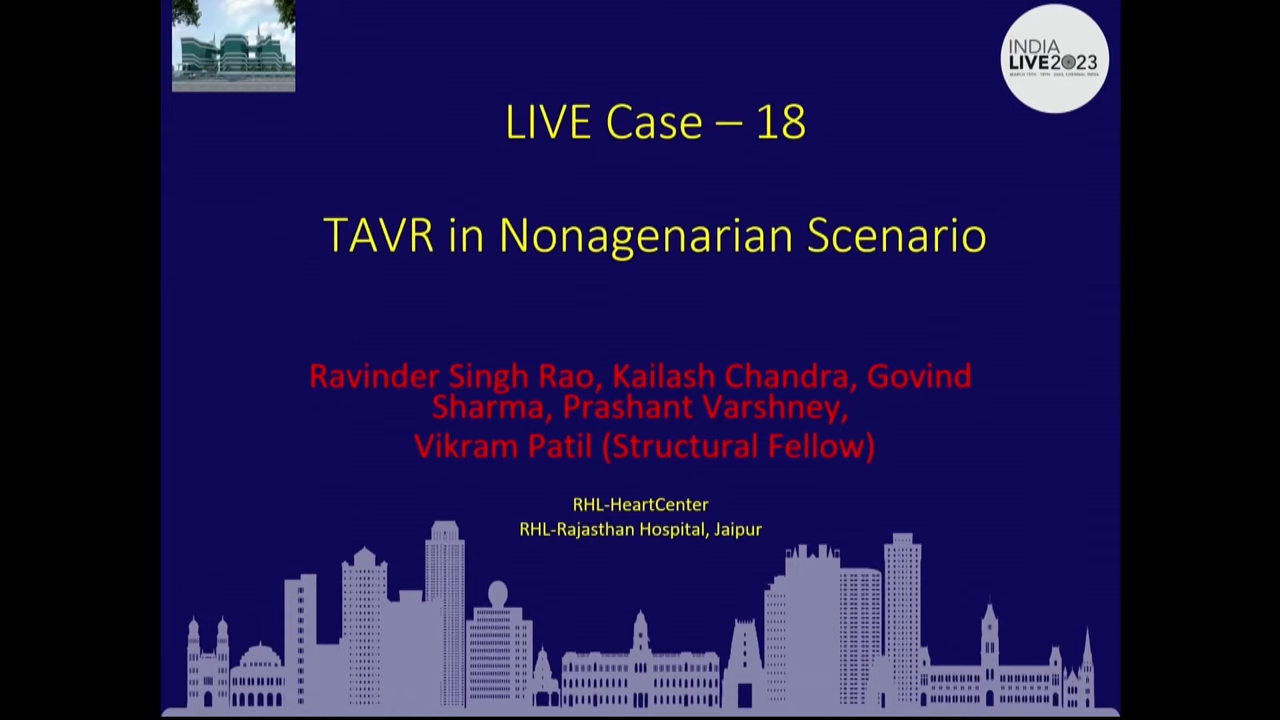 INDIA
LIVE2023
LIVE Case – 18
TAVR in Nonagenarian Scenario
Ravinder Singh Rao, Kailash Chandra, Govind
Sharma, Prashant Varshney,
Vikram Patil (Structural Fellow)
RHL-HeartCenter
RHL-Rajasthan Hospital, Jaipur